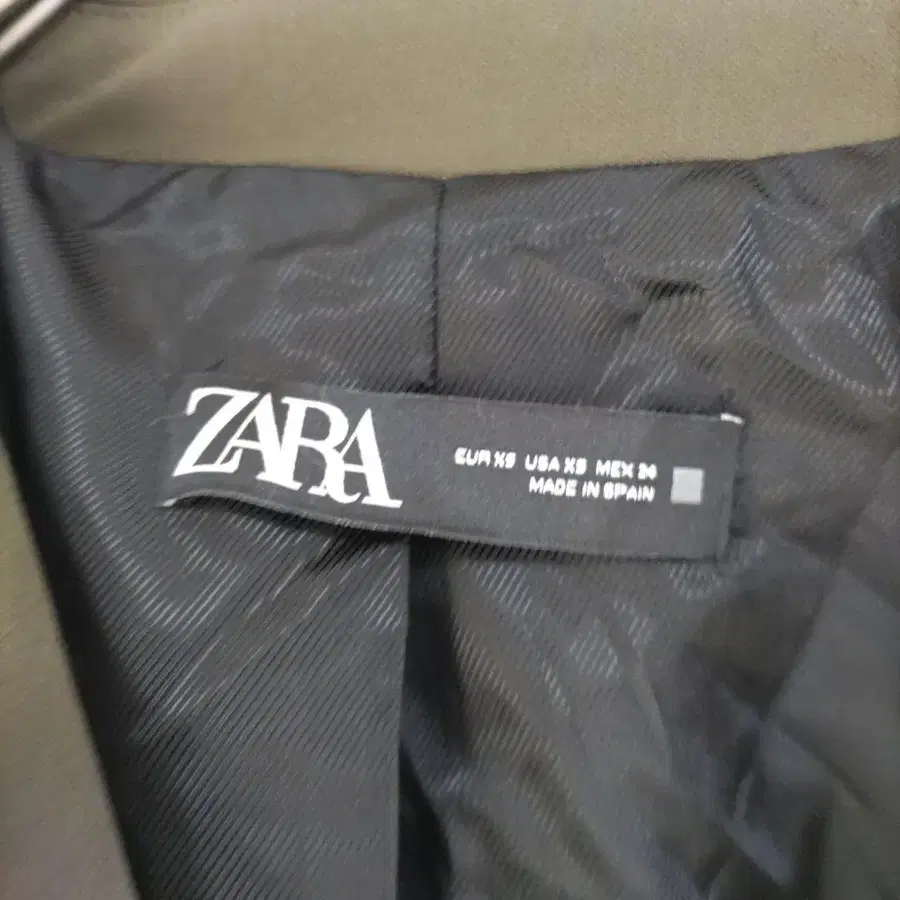 ZARA
EUR XS USA XS MEX 24
MADE IN SPAIN